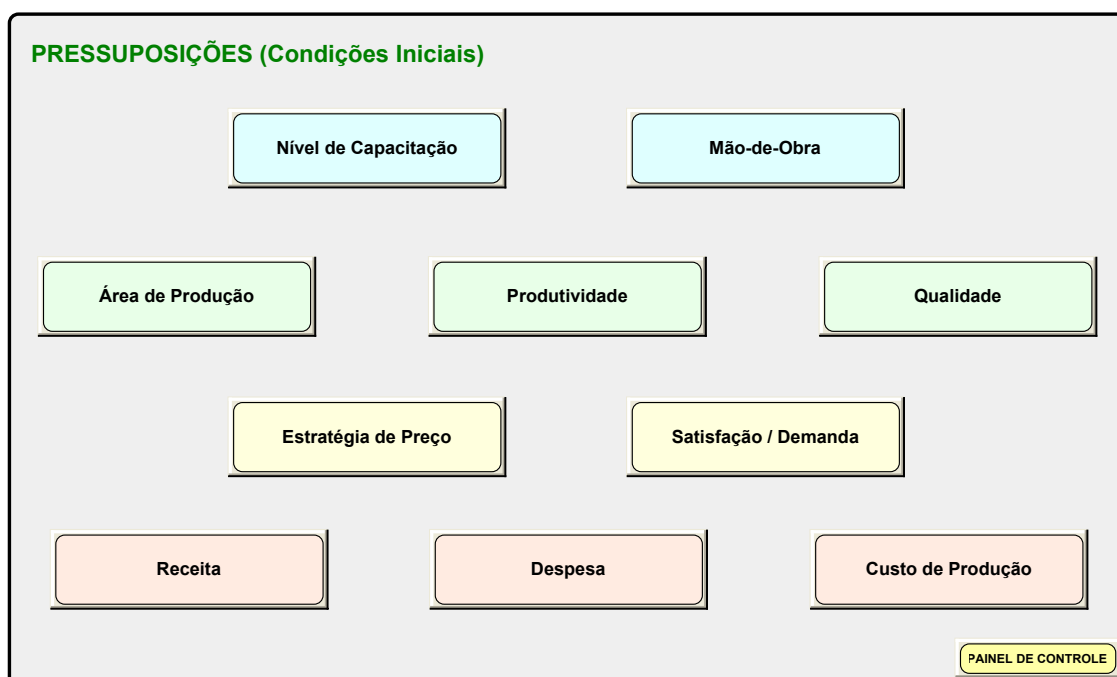 PRESSUPOSIÇÕES (Condições Iniciais)
Nível de Capacitação
Mão-de-Obra
Área de Produção
Produtividade
Qualidade
Estratégia de Preço
Satisfação / Demanda
Receita
Despesa
Custo de Produção
PAINEL DE CONTROLE